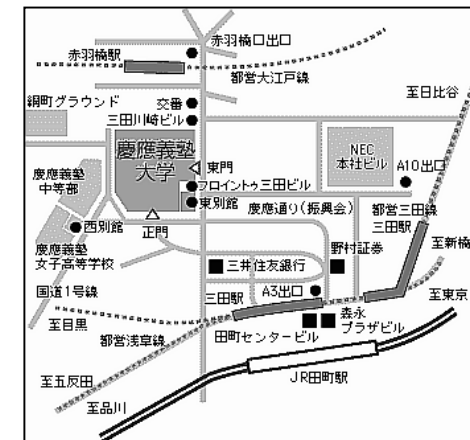 赤羽橋口出口
赤羽橋駅
都営大江戸線
至日比谷
綱町グラウンド
交番
三田川崎ビル
慶應義塾
大学
東門
NEC
本社ビル
A10出口
慶應義塾
中等部
フロイントゥ三田ビル
東別館
慶應通り(振興会)
都営三田線
三田駅
西別館
正門
至新橋
慶應義塾
女子高等学校
三井住友銀行
野村証券
国道1号線
三田駅
A3出口
至東京
至目黒
森永
プラザビル
都営浅草線
田町センタービル
至五反田
JR田町駅
至品川